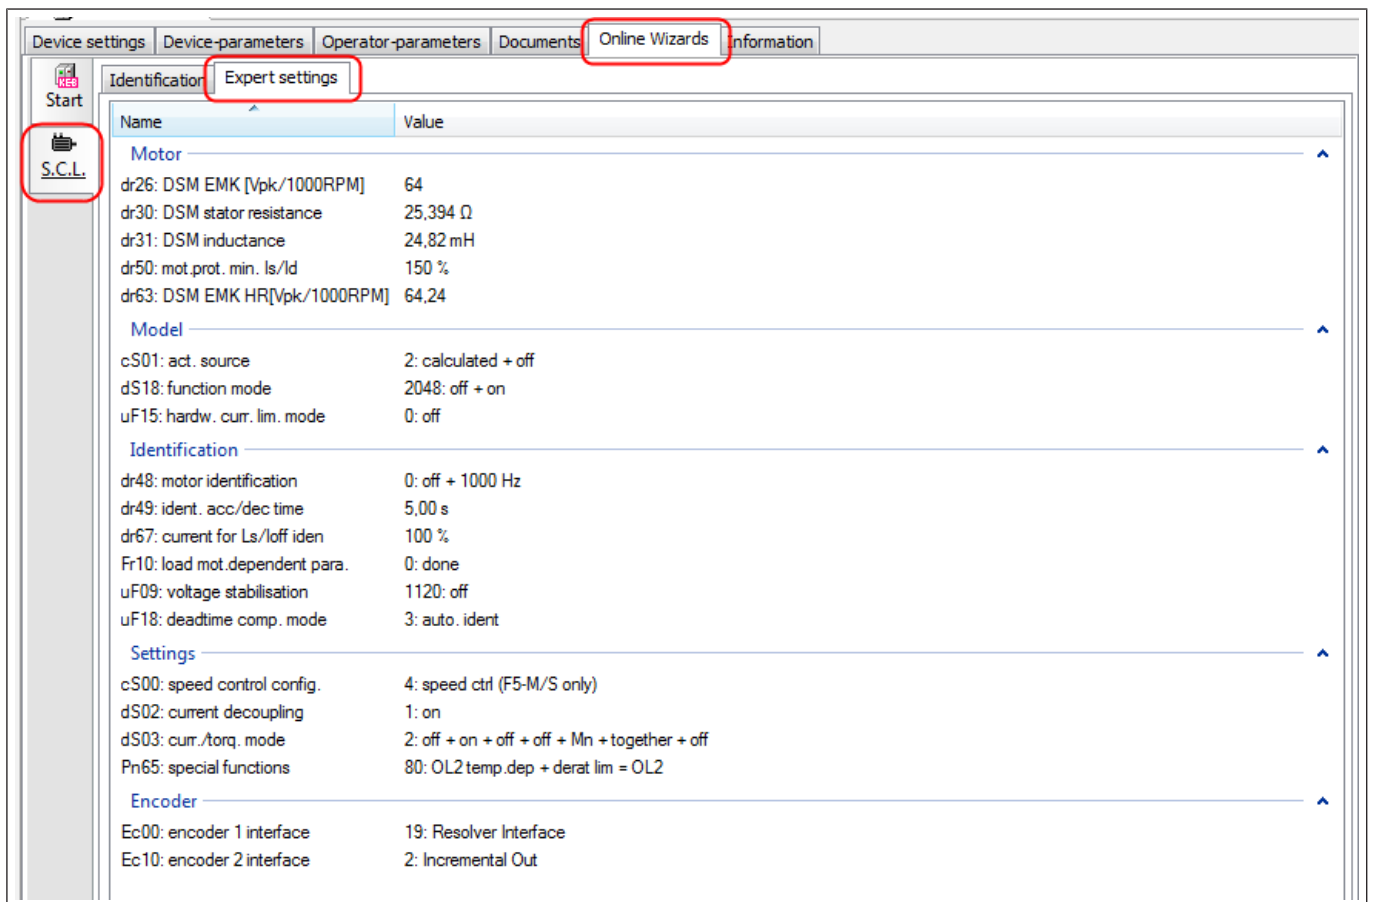 Device settings Device-parameters Operator-parameters Documents Online Wizards Information
KEB
Start
Identification Expert settings
Name Value
S.C.L.
Motor
dr26: DSM EMK [Vpk/1000RPM] 64
dr30: DSM stator resistance 25,394 Ω
dr31: DSM inductance 24,82 mH
dr50: mot.prot. min. Is/Id 150 %
dr63: DSM EMK HR[Vpk/1000RPM] 64,24
Model
cS01: act. source 2: calculated + off
dS18: function mode 2048: off + on
uF15: hardw. curr. lim. mode 0: off
Identification
dr48: motor identification 0: off + 1000 Hz
dr49: ident. acc/dec time 5,00 s
dr67: current for Ls/Ioff iden 100 %
Fr10: load mot.dependent para. 0: done
uF09: voltage stabilisation 1120: off
uF18: deadtime comp. mode 3: auto. ident
Settings
cS00: speed control config. 4: speed ctrl (F5-M/S only)
dS02: current decoupling 1: on
dS03: curr./torq. mode 2: off + on + off + off + Mn + together + off
Pn65: special functions 80: OL2 temp.dep + derat lim = OL2
Encoder
Ec00: encoder 1 interface 19: Resolver Interface
Ec10: encoder 2 interface 2: Incremental Out